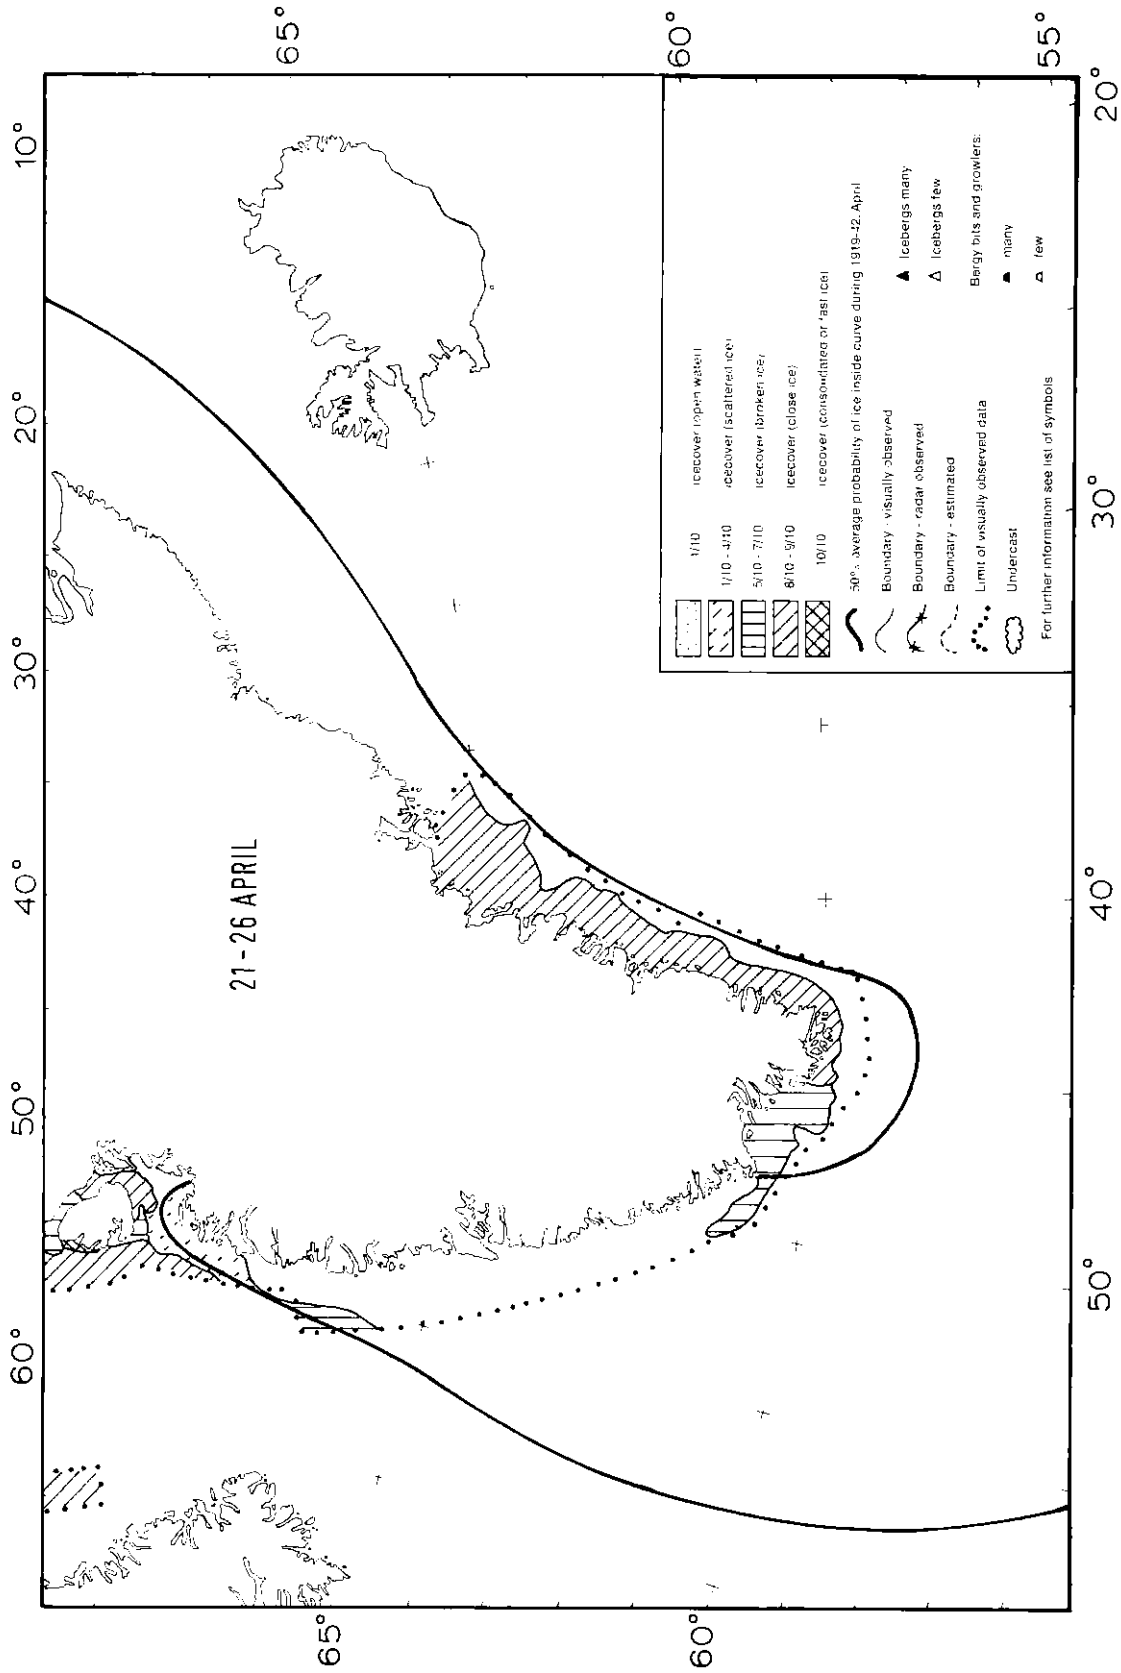 10°
20°
30°
40°
50°
60°
65°
60°
55°
20°
30°
40°
50°
65°
60°
21-26 APRIL
1/10 icecover (open water)
1/10 - 4/10 icecover (scattered ice)
5/10 - 7/10 icecover (broken ice)
8/10 - 9/10 icecover (close ice)
10/10 icecover (consolidated or fast ice)
50% average probability of ice inside curve during 1919-42. April
Boundary - visually observed
Boundary - radar observed
Boundary - estimated
Limit of visually observed data
Undercast
Icebergs many
Icebergs few
Bergy bits and growlers:
many
few
For further information see list of symbols